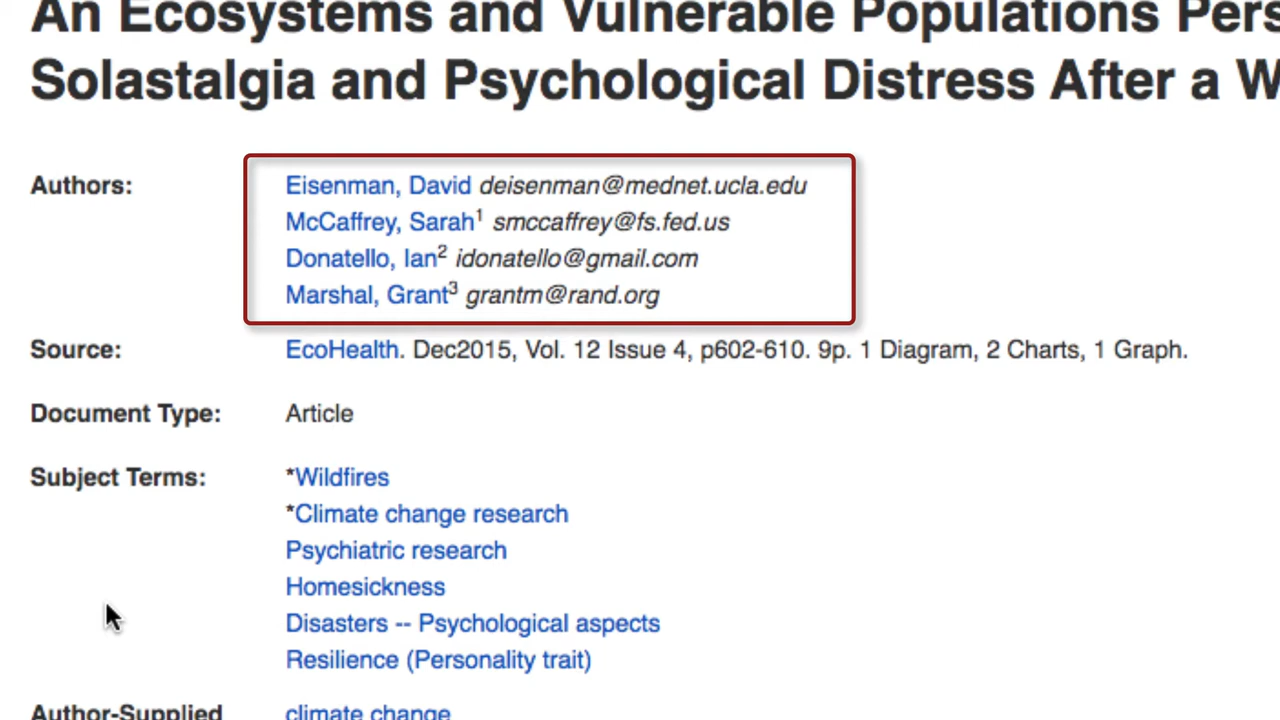 An Ecosystems and Vulnerable Populations Pers
Solastalgia and Psychological Distress After a W
Authors: Eisenman, David deisenman@mednet.ucla.edu
McCaffrey, Sarah¹ smccaffrey@fs.fed.us
Donatello, Ian² idonatello@gmail.com
Marshal, Grant³ grantm@rand.org
Source: EcoHealth. Dec2015, Vol. 12 Issue 4, p602-610. 9p. 1 Diagram, 2 Charts, 1 Graph.
Document Type: Article
Subject Terms: *Wildfires
*Climate change research
Psychiatric research
Homesickness
Disasters -- Psychological aspects
Resilience (Personality trait)
Author-Supplied climate change